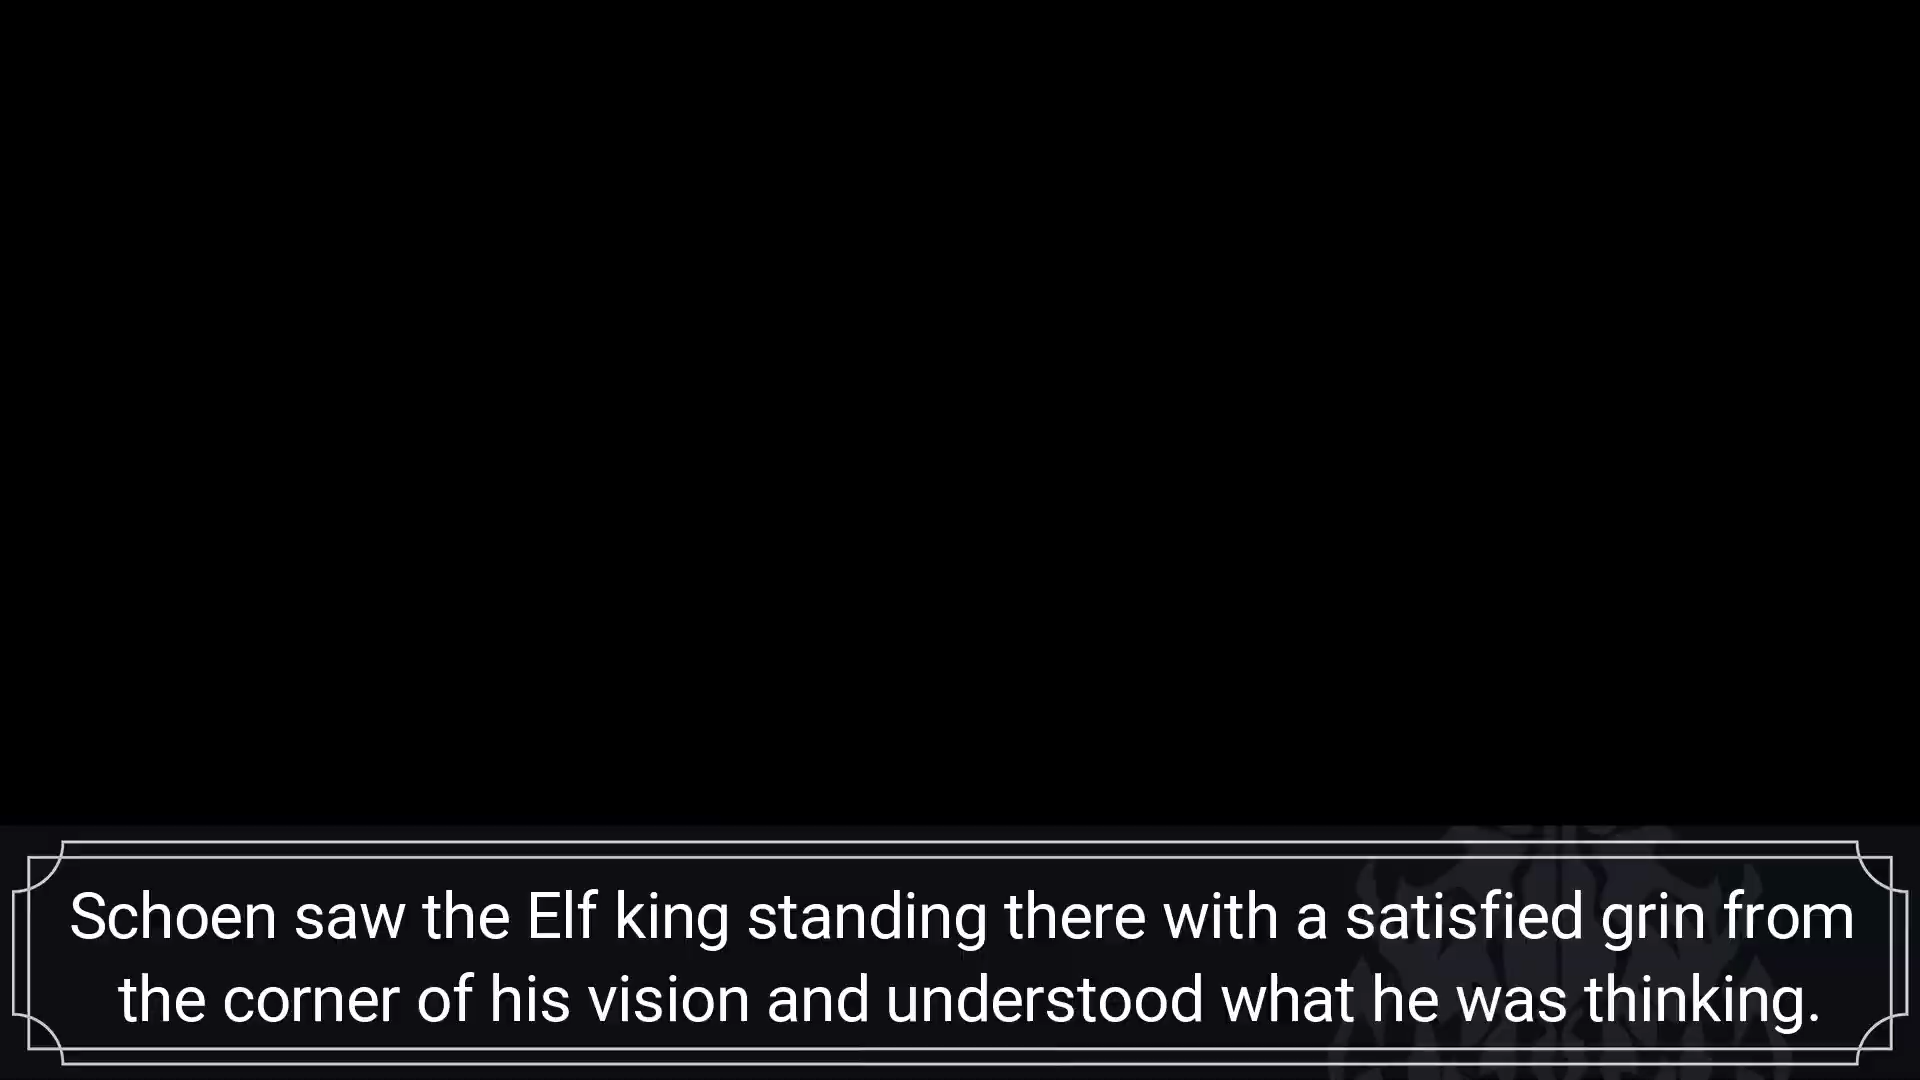 Schoen saw the Elf king standing there with a satisfied grin from
the corner of his vision and understood what he was thinking.